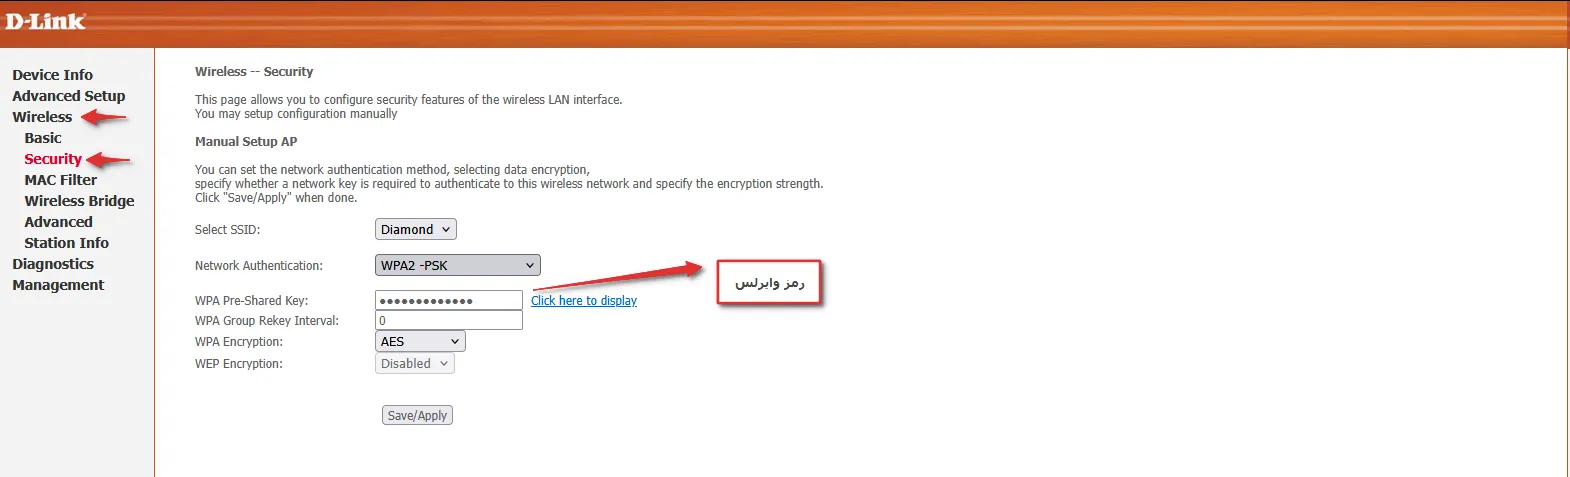 D-Link
Device Info
Advanced Setup
Wireless
Basic
Security
MAC Filter
Wireless Bridge
Advanced
Station Info
Diagnostics
Management
Wireless -- Security
This page allows you to configure security features of the wireless LAN interface.
You may setup configuration manually
Manual Setup AP
You can set the network authentication method, selecting data encryption,
specify whether a network key is required to authenticate to this wireless network and specify the encryption strength.
Click "Save/Apply" when done.
Select SSID: Diamond
Network Authentication: WPA2 -PSK
رمز وایرلس
WPA Pre-Shared Key: ●●●●●●●●●●●●● Click here to display
WPA Group Rekey Interval: 0
WPA Encryption: AES
WEP Encryption: Disabled
Save/Apply